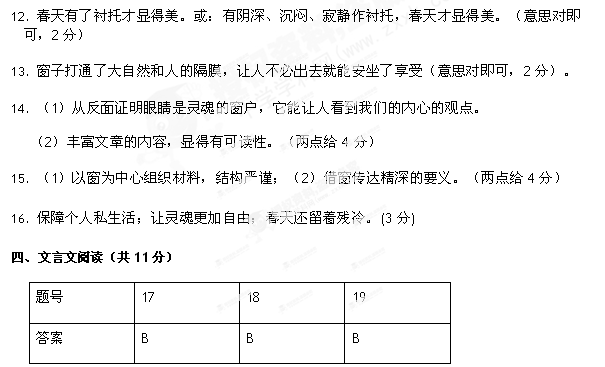 12. 春天有了衬托才显得美。或：有阴深、沉闷、寂静作衬托，春天才显得美。（意思对即
可，2 分）
13. 窗子打通了大自然和人的隔膜，让人不必出去就能安坐了享受（意思对即可，2 分）。
14. （1）从反面证明眼睛是灵魂的窗户，它能让人看到我们的内心的观点。
（2）丰富文章的内容，显得有可读性。（两点给 4 分）
15. （1）以窗为中心组织材料，结构严谨；（2）借窗传达精深的要义。（两点给 4 分）
16. 保障个人私生活；让灵魂更加自由；春天还留着残冷。(3 分)
四、文言文阅读（共 11 分）
题号 17 18 19
答案 B B B